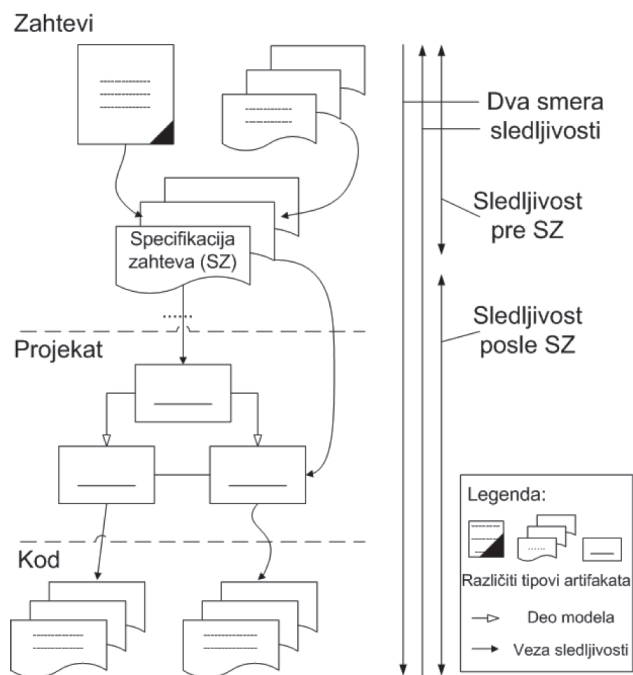 Zahtevi
Dva smera
sledljivosti
Sledljivost
pre SZ
Specifikacija
zahteva (SZ)
Sledljivost
posle SZ
Projekat
Legenda:
Različiti tipovi artifakata
Deo modela
Veza sledljivosti
Kod